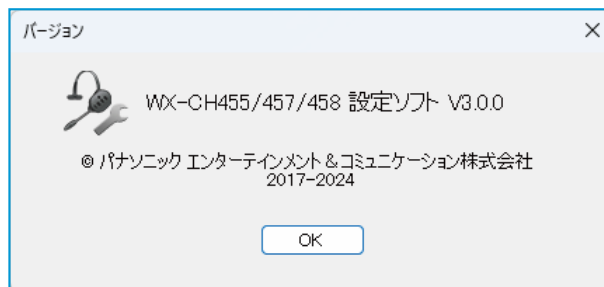 バージョン
WX-CH455/457/458 設定ソフト V3.0.0
© パナソニック エンターテインメント＆コミュニケーション株式会社
2017-2024
OK